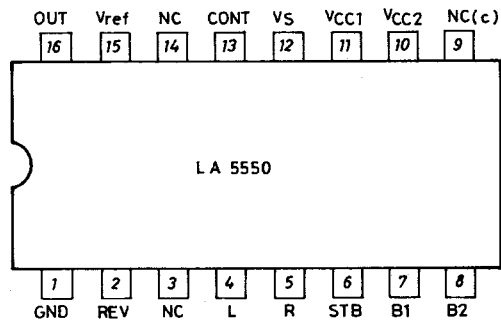 OUT Vref NC CONT VS VCC1 VCC2 NC(c)
16 15 14 13 12 11 10 9
LA 5550
1 2 3 4 5 6 7 8
GND REV NC L R STB B1 B2